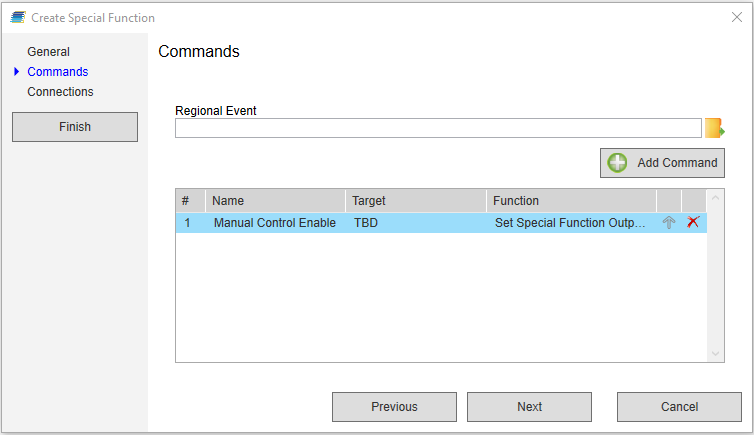 Create Special Function
General
Commands
Connections
Finish
Commands
Regional Event
Add Command
# Name Target Function
1 Manual Control Enable TBD Set Special Function Outp...
Previous Next Cancel